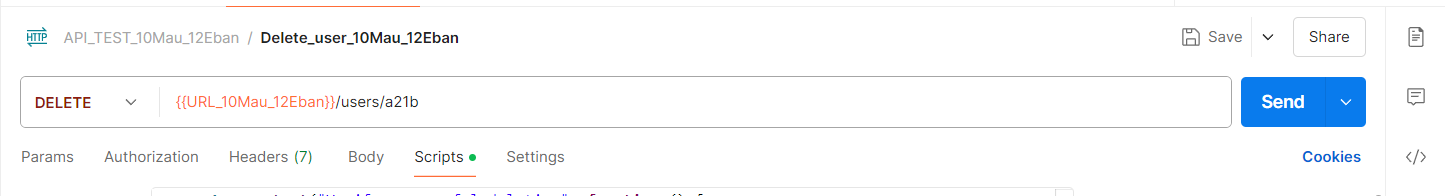 HTTP API_TEST_10Mau_12Eban / Delete_user_10Mau_12Eban Save Share
DELETE {{URL_10Mau_12Eban}}/users/a21b Send
Params Authorization Headers (7) Body Scripts Settings Cookies